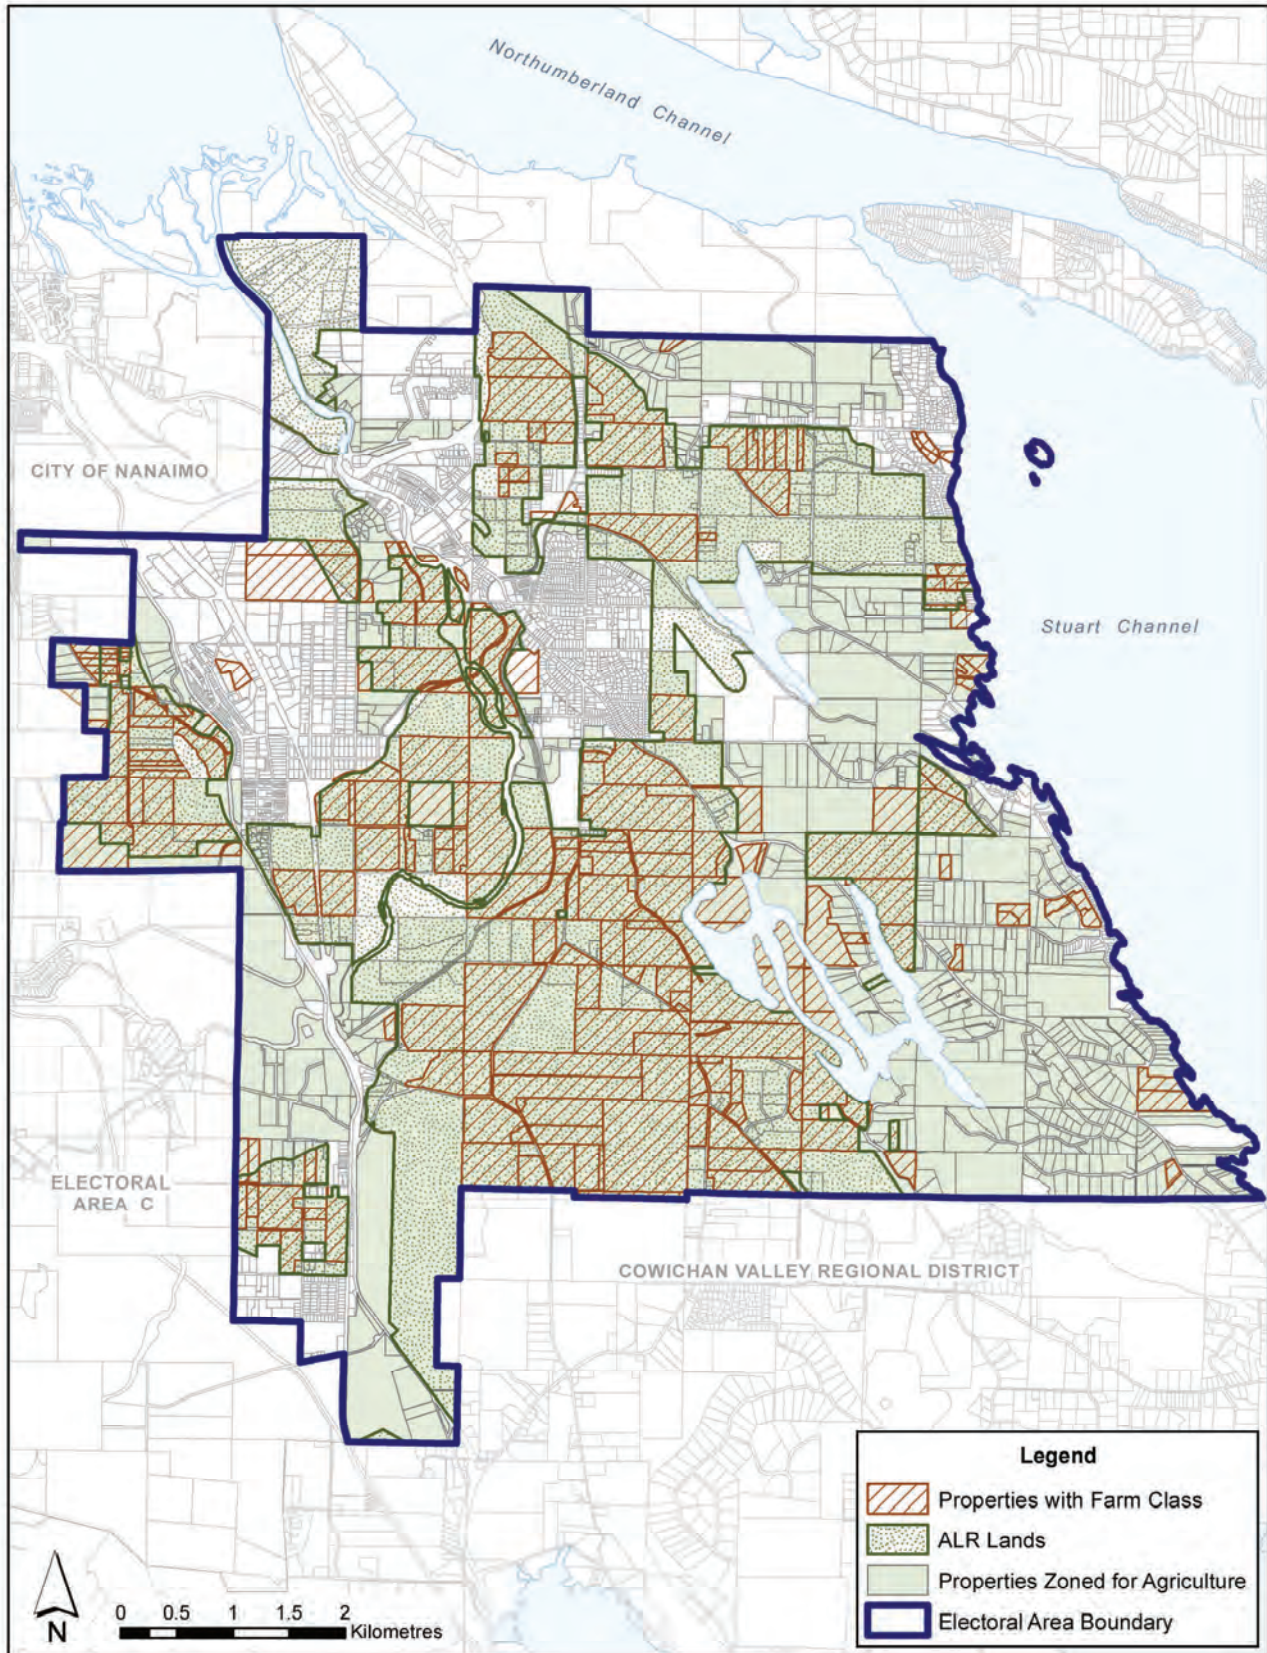 Northumberland Channel
CITY OF NANAIMO
Stuart Channel
ELECTORAL
AREA C
COWICHAN VALLEY REGIONAL DISTRICT
Legend
Properties with Farm Class
ALR Lands
Properties Zoned for Agriculture
Electoral Area Boundary
N
0 0.5 1 1.5 2
Kilometres